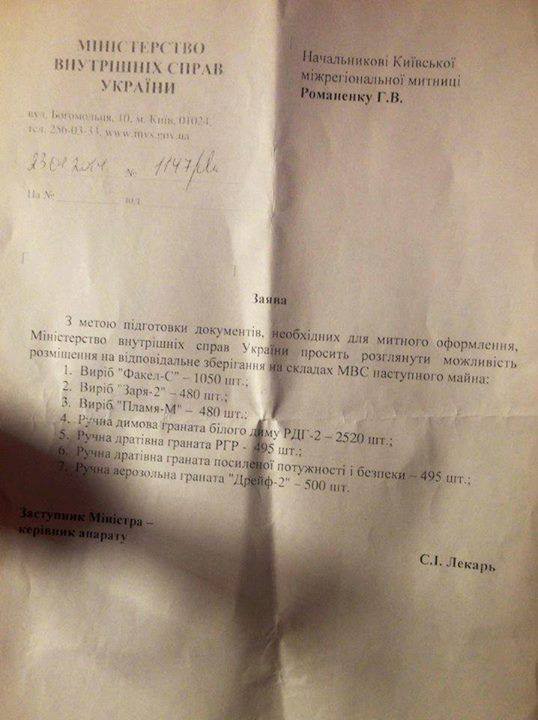 МІНІСТЕРСТВО
ВНУТРІШНІХ СПРАВ
УКРАЇНИ
вул. Богомольця, 10, м. Київ, 01024,
тел. 256-03-33, www.mvs.gov.ua
№ 1147/Лк
На № від
Начальникові Київської
міжрегіональної митниці
Романенку Г.В.
Заява
З метою підготовки документів, необхідних для митного оформлення,
Міністерство внутрішніх справ України просить розглянути можливість
розміщення на відповідальне зберігання на складах МВС наступного майна:
1. Виріб "Факел-С" – 1050 шт.;
2. Виріб "Заря-2" – 480 шт.;
3. Виріб "Пламя-М" – 480 шт.;
4. Ручна димова граната білого диму РДГ-2 – 2520 шт.;
5. Ручна дратівна граната РГР - 495 шт.;
6. Ручна дратівна граната посиленої потужності і безпеки – 495 шт.;
7. Ручна аерозольна граната "Дрейф-2" – 500 шт.
Заступник Міністра –
керівник апарату
С.І. Лекарь